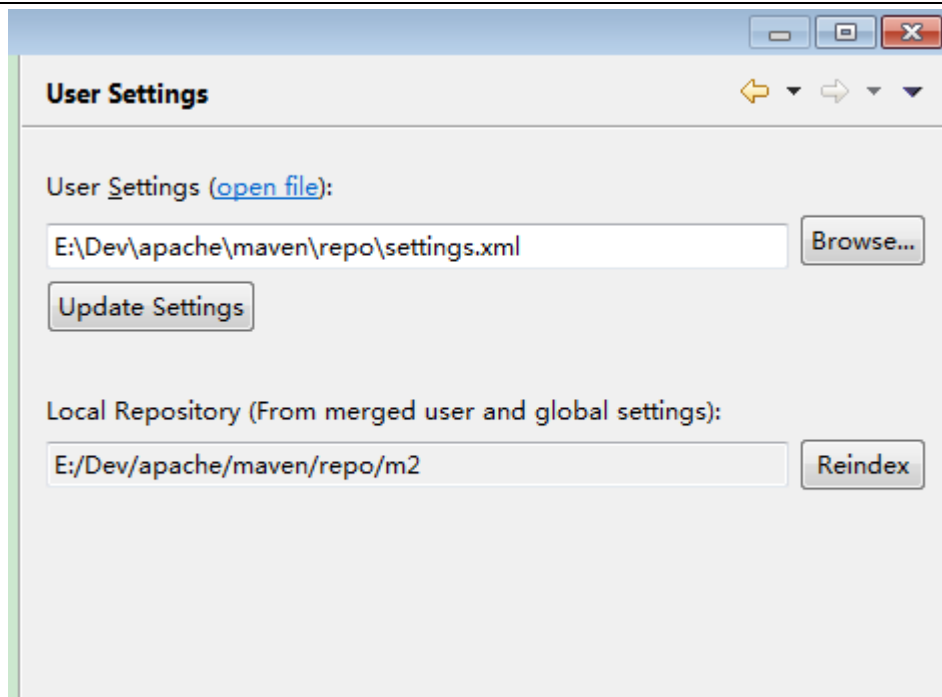 User Settings
User Settings (open file):
E:\Dev\apache\maven\repo\settings.xml
Browse...
Update Settings
Local Repository (From merged user and global settings):
E:/Dev/apache/maven/repo/m2
Reindex